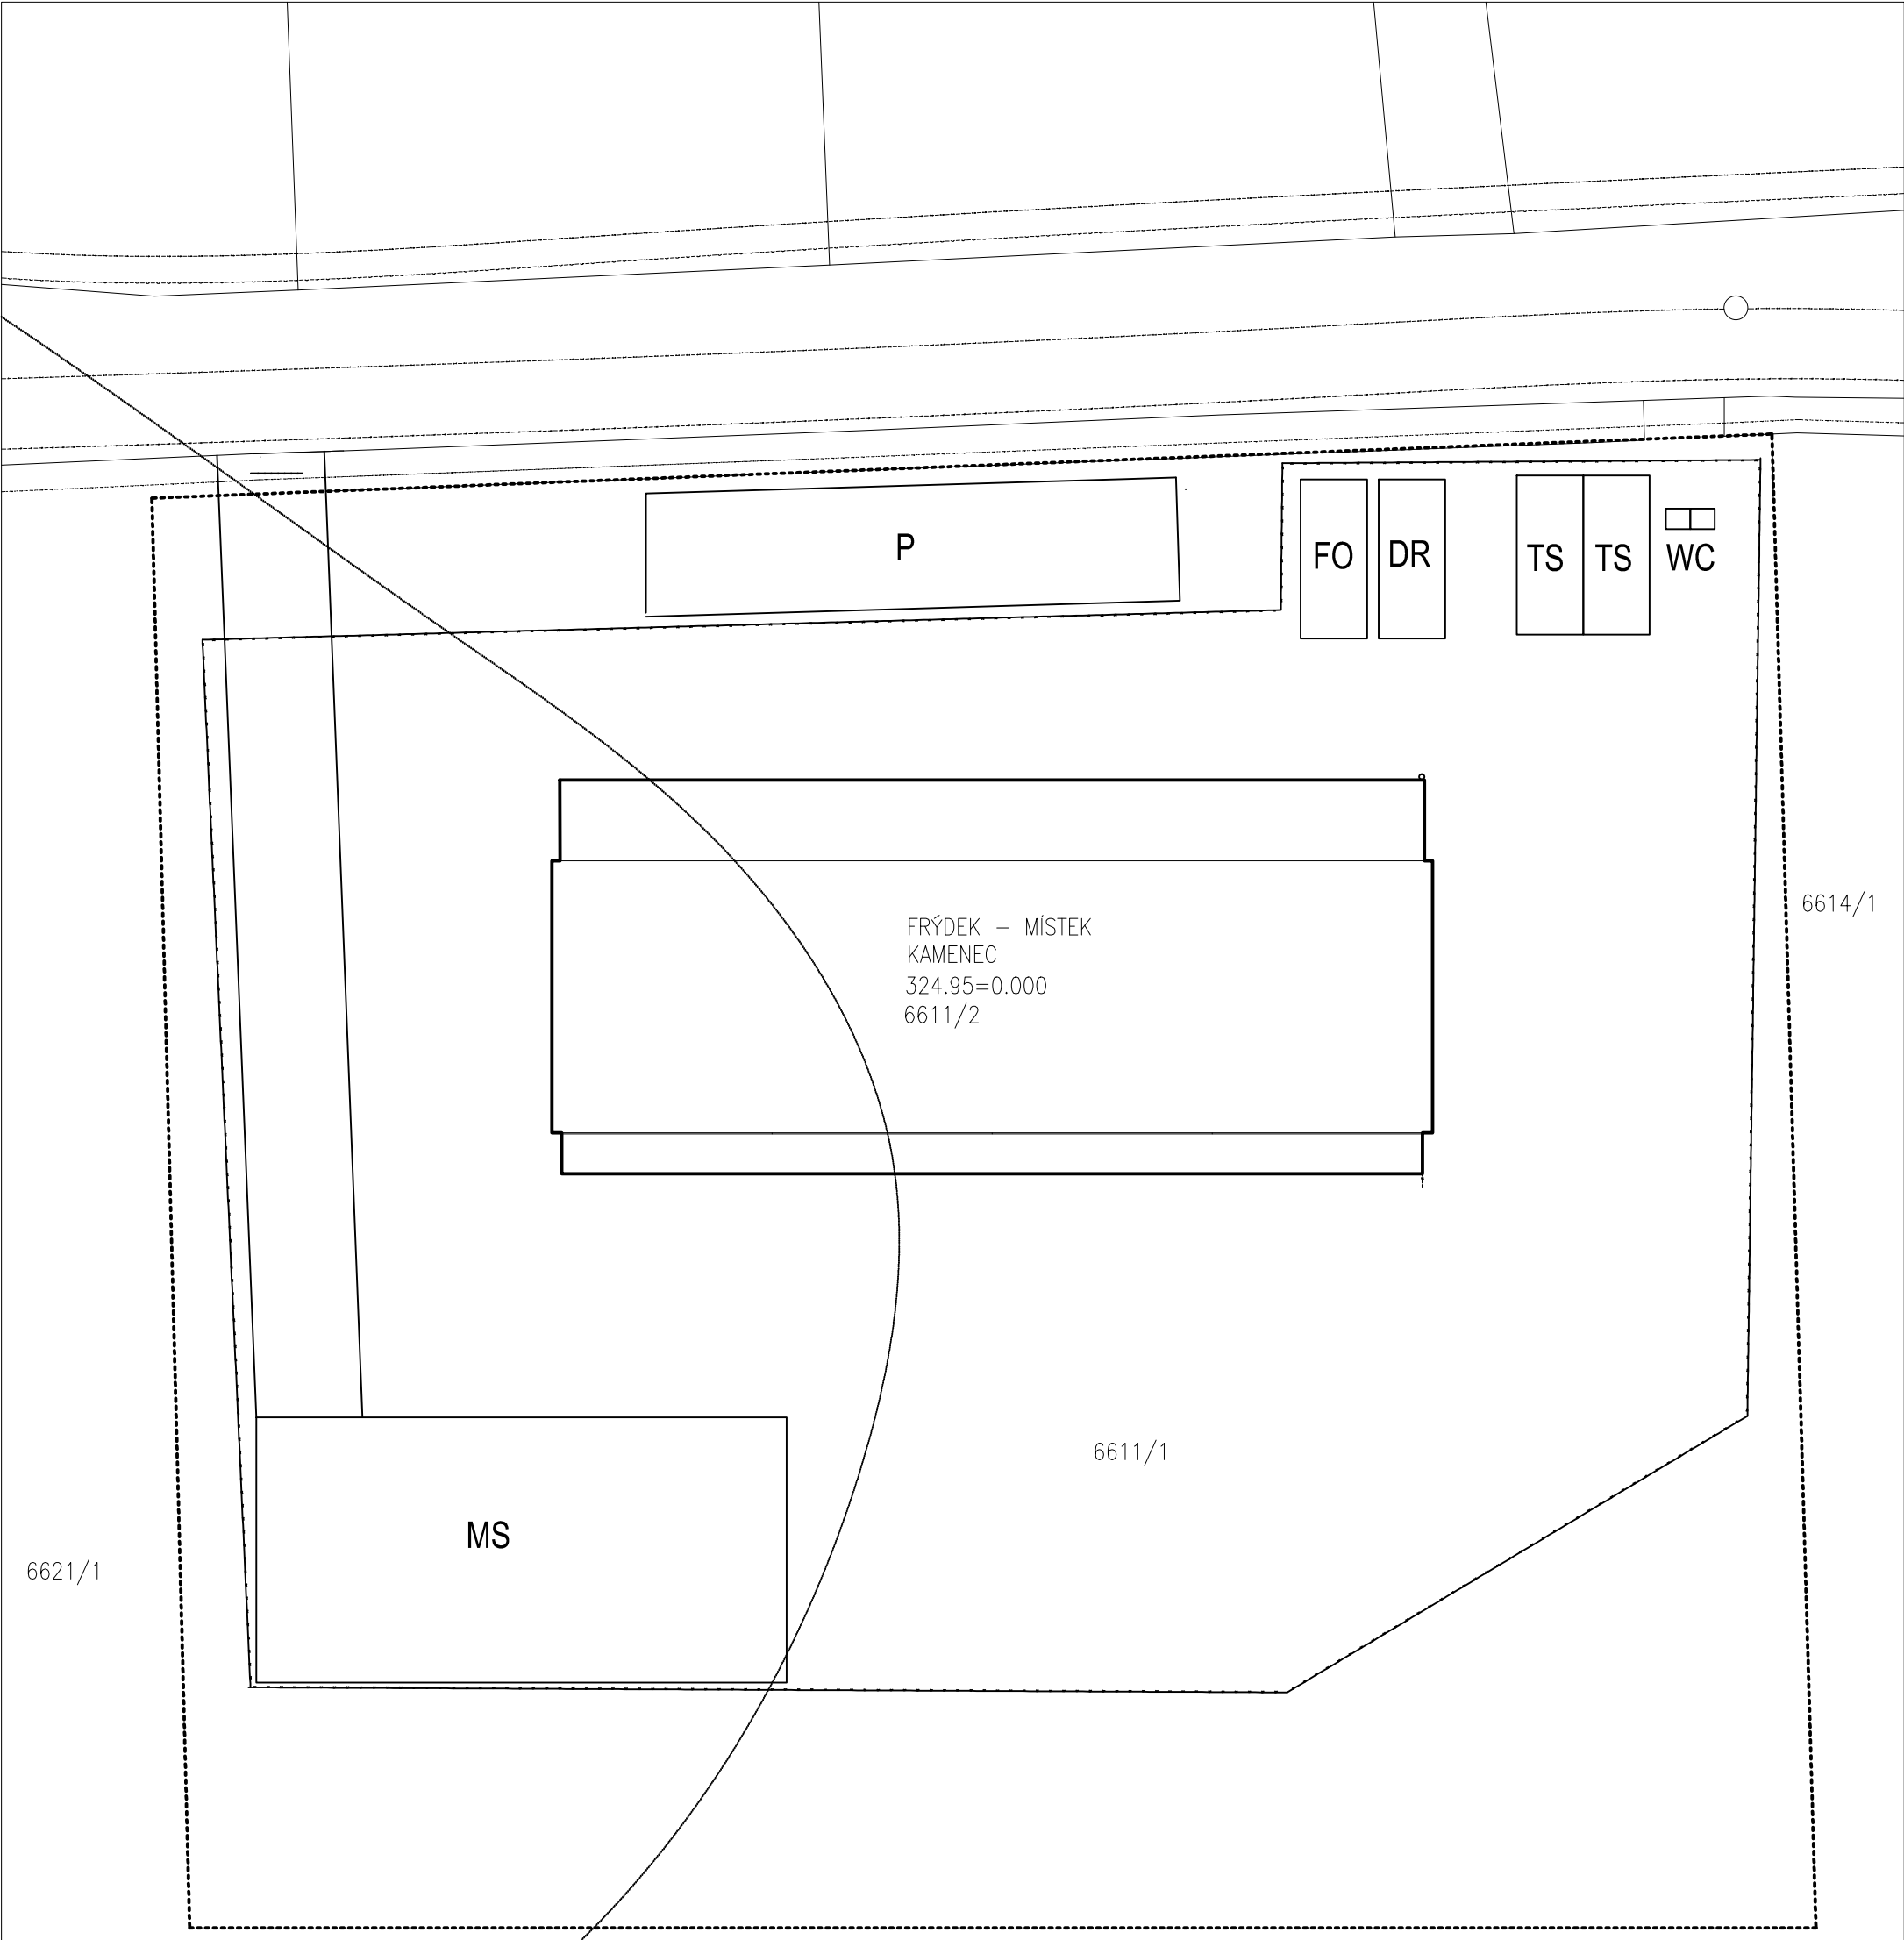 P
FO
DR
TS
TS
WC
FRÝDEK – MÍSTEK
KAMENEC
324.95=0.000
6611/2
6614/1
6611/1
MS
6621/1